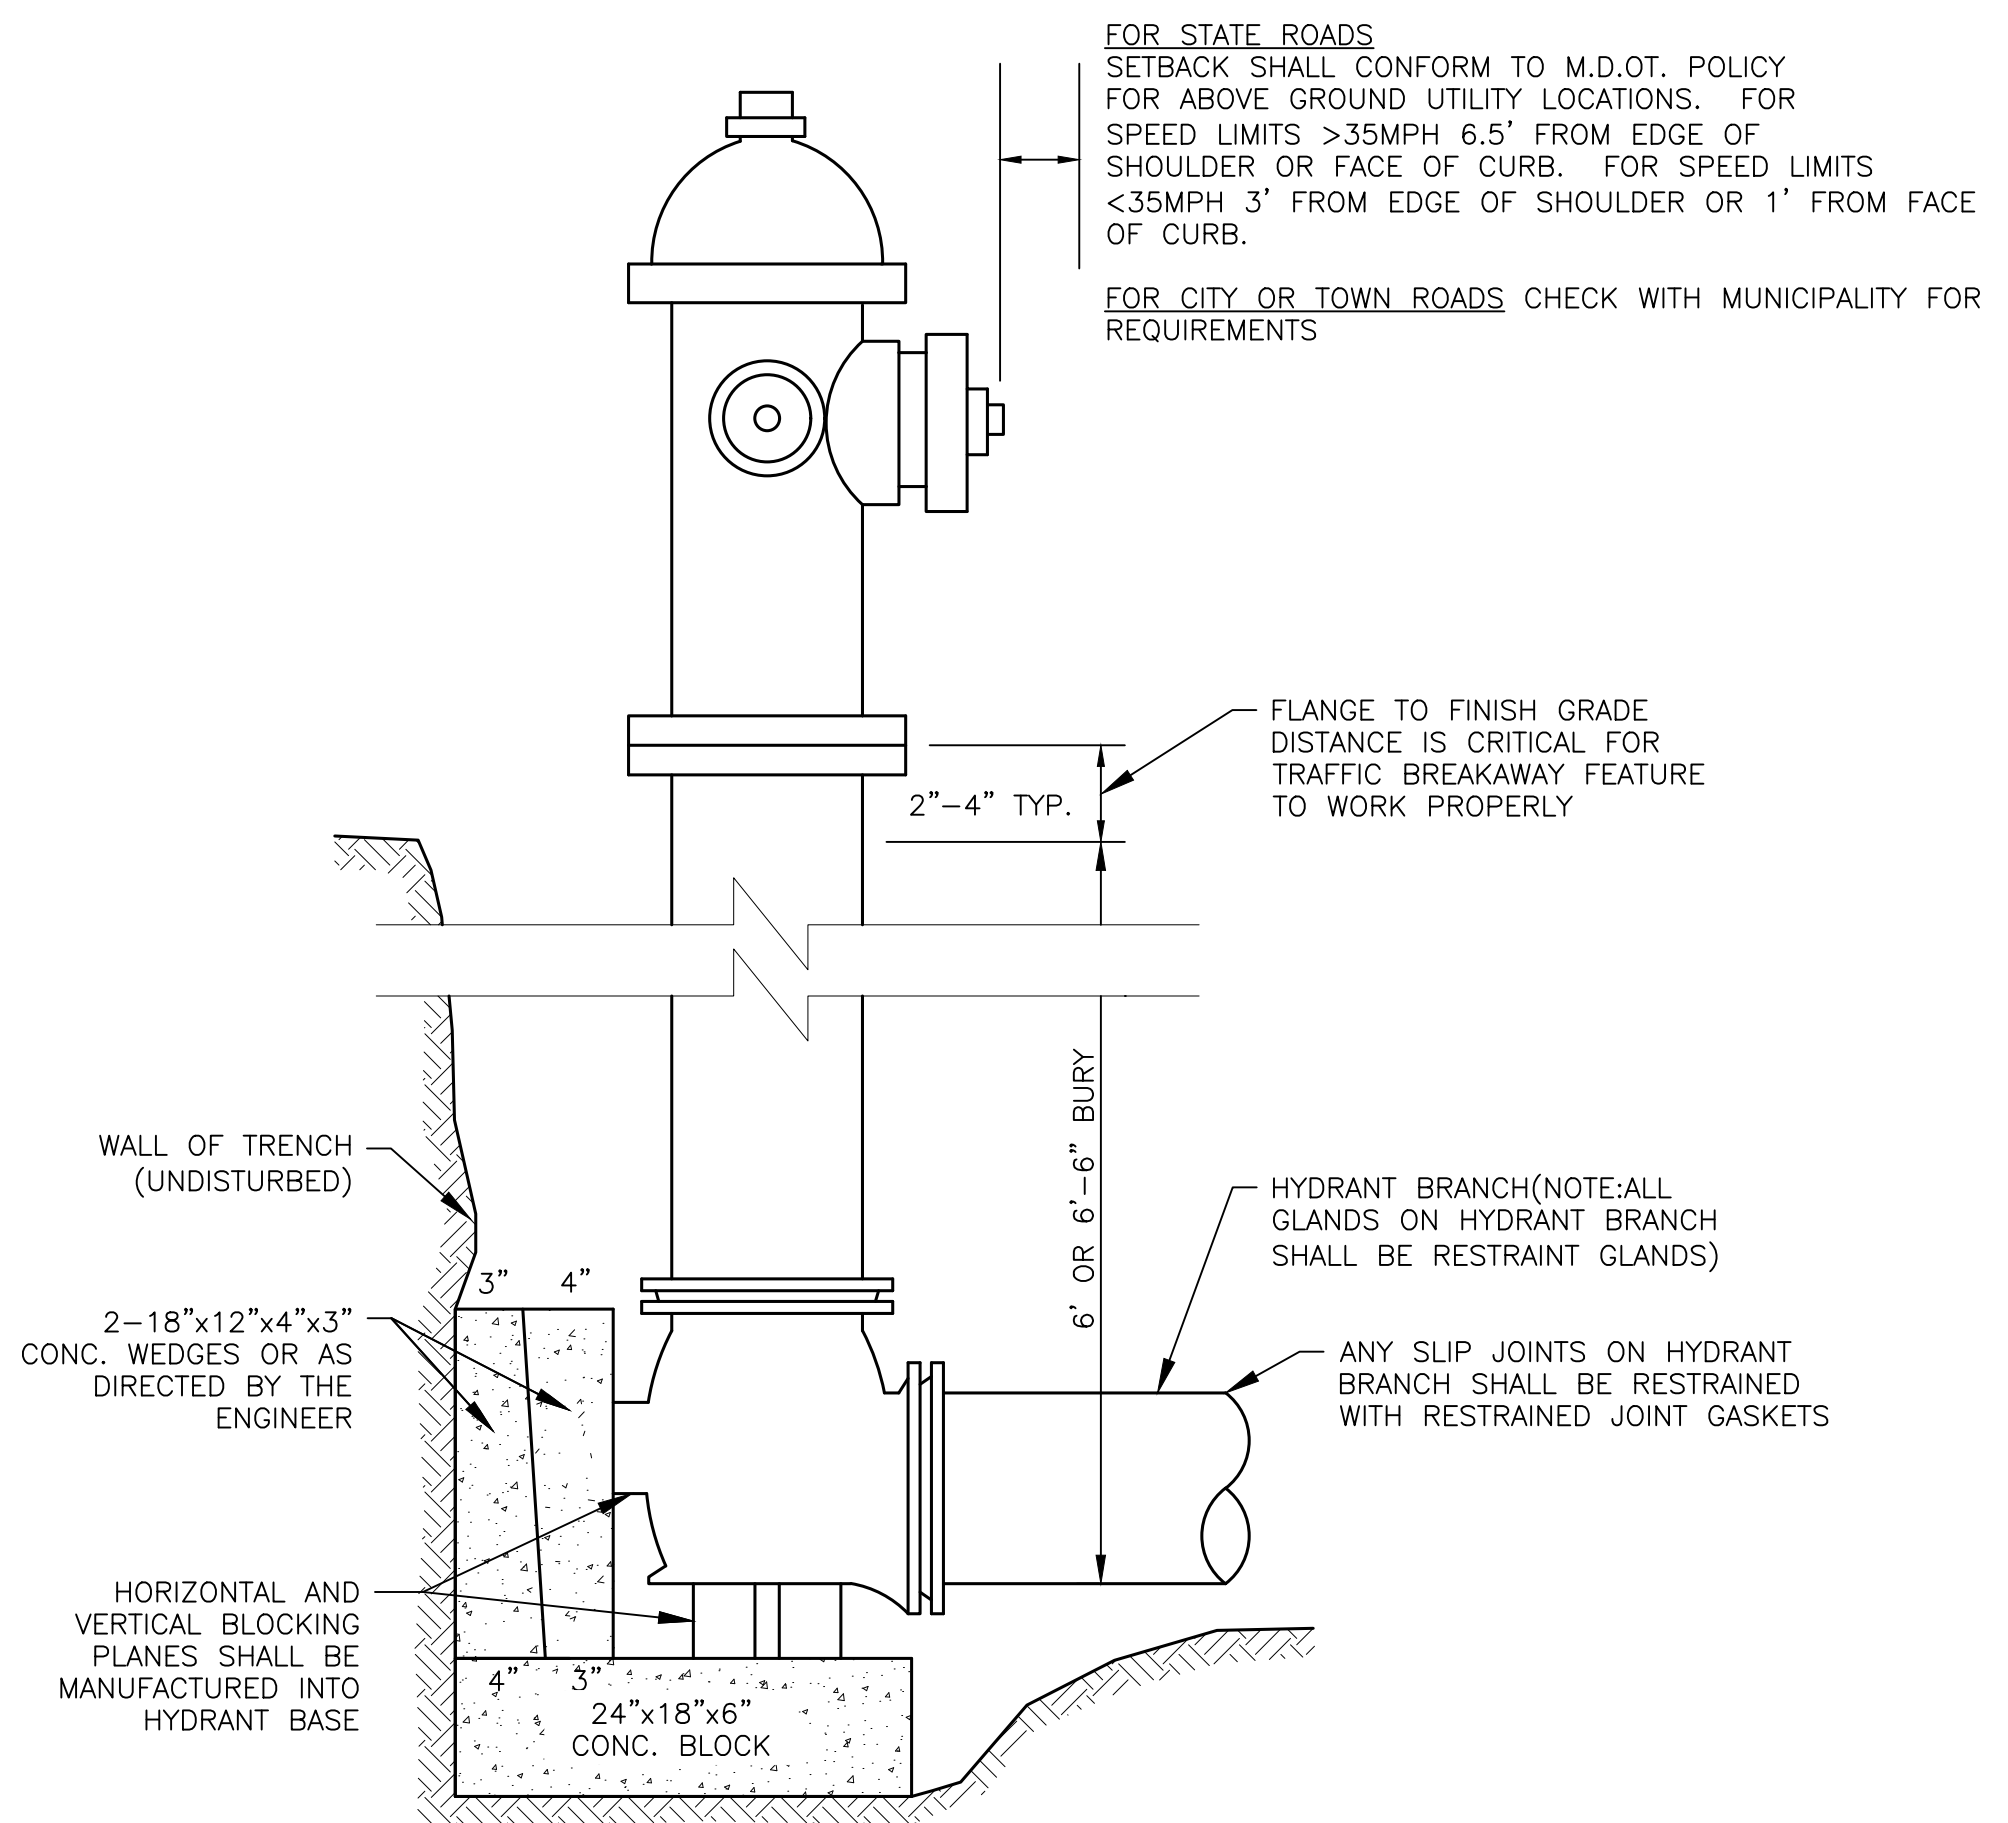 FOR STATE ROADS
SETBACK SHALL CONFORM TO M.D.OT. POLICY
FOR ABOVE GROUND UTILITY LOCATIONS. FOR
SPEED LIMITS >35MPH 6.5' FROM EDGE OF
SHOULDER OR FACE OF CURB. FOR SPEED LIMITS
<35MPH 3' FROM EDGE OF SHOULDER OR 1' FROM FACE
OF CURB.
FOR CITY OR TOWN ROADS CHECK WITH MUNICIPALITY FOR
REQUIREMENTS
FLANGE TO FINISH GRADE
DISTANCE IS CRITICAL FOR
TRAFFIC BREAKAWAY FEATURE
TO WORK PROPERLY
2"-4" TYP.
6' OR 6'-6" BURY
WALL OF TRENCH
(UNDISTURBED)
HYDRANT BRANCH(NOTE:ALL
GLANDS ON HYDRANT BRANCH
SHALL BE RESTRAINT GLANDS)
3" 4"
2-18"x12"x4"x3"
CONC. WEDGES OR AS
DIRECTED BY THE
ENGINEER
ANY SLIP JOINTS ON HYDRANT
BRANCH SHALL BE RESTRAINED
WITH RESTRAINED JOINT GASKETS
HORIZONTAL AND
VERTICAL BLOCKING
PLANES SHALL BE
MANUFACTURED INTO
HYDRANT BASE
4" 3"
24"x18"x6"
CONC. BLOCK